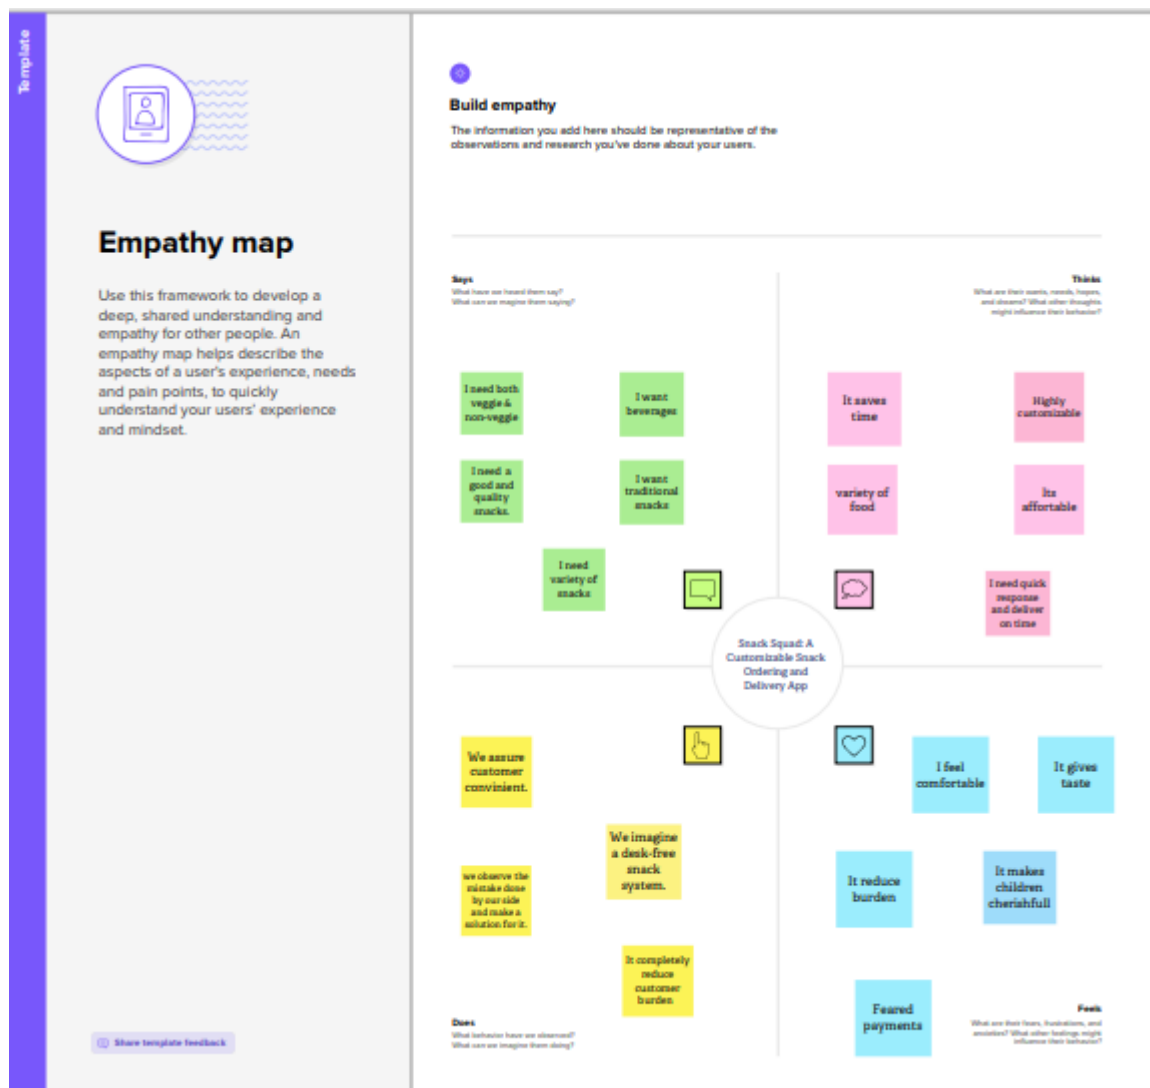 Template
Empathy map
Use this framework to develop a
deep, shared understanding and
empathy for other people. An
empathy map helps describe the
aspects of a user's experience, needs
and pain points, to quickly
understand your users' experience
and mindset.
Share template feedback
Build empathy
The information you add here should be representative of the
observations and research you've done about your users.
Says
What have we heard them say?
What can we imagine them saying?
Thinks
What are their wants, needs, hopes,
and dreams? What other thoughts
might influence their behavior?
I need both
veggie &
non-veggie
I want
beverages
I need a
good and
quality
snacks.
I want
traditional
snacks
I need
variety of
snacks
It saves
time
Highly
customizable
variety of
food
Its
affortable
I need quick
response
and deliver
on time
Snack Squad: A
Customizable Snack
Ordering and
Delivery App
We assure
customer
convinient.
We imagine
a desk-free
snack
system.
we observe the
mistake done
by our side
and make a
solution for it.
It completely
reduce
customer
burden
Does
What behavior have we observed?
What can we imagine them doing?
I feel
comfortable
It gives
taste
It reduce
burden
It makes
children
cherishfull
Feared
payments
Feels
What are their fears, frustrations, and
anxieties? What other feelings might
influence their behavior?